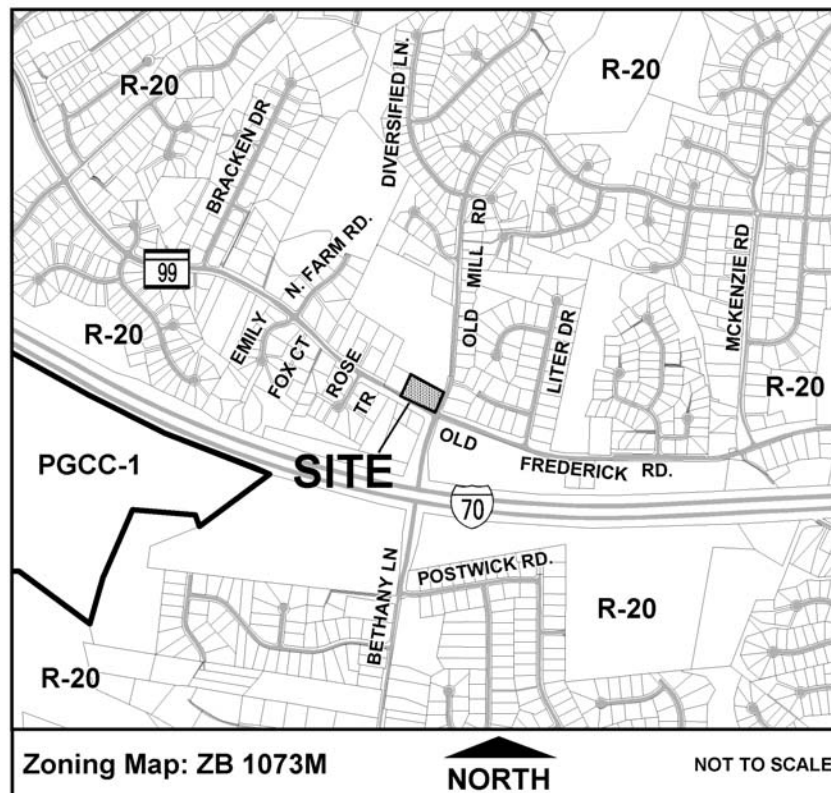 R-20
R-20
DIVERSIFIED LN.
BRACKEN DR
N. FARM RD.
OLD MILL RD
MCKENZIE RD
99
EMILY
FOX CT
ROSE
TR
LITER DR
R-20
R-20
OLD
FREDERICK RD.
PGCC-1
SITE
70
BETHANY LN
POSTWICK RD.
R-20
R-20
Zoning Map: ZB 1073M
NORTH
NOT TO SCALE